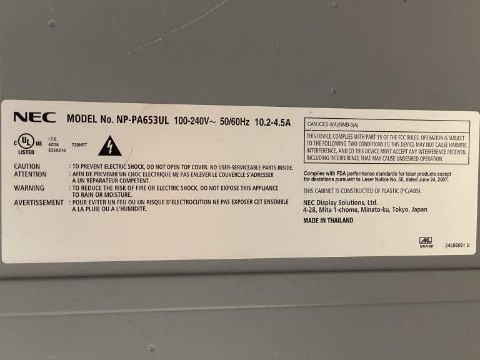 NEC MODEL No. NP-PA653UL 100-240V~ 50/60Hz 10.2-4.5A
C UL US
LISTED
I.T.E.
720H
CAUTION : TO PREVENT ELECTRIC SHOCK, DO NOT OPEN TOP COVER. NO USER-SERVICEABLE PARTS INSIDE.
ATTENTION : AFIN DE PREVENIR UN CHOC ELECTRIQUE NE PAS ENLEVER LE COUVERCLE S'ADRESSER
A UN REPARATEUR COMPETENT.
WARNING : TO REDUCE THE RISK OF FIRE OR ELECTRIC SHOCK, DO NOT EXPOSE THIS APPLIANCE
TO RAIN OR MOISTURE.
AVERTISSEMENT : POUR EVITER UN FEU OU UN RISQUE D'ELECTROCUTION NE PAS EXPOSER CET ENSEMBLE
A LA PLUIE OU A L'HUMIDITE.
CAN ICES-3(A)/NMB-3(A)
THIS DEVICE COMPLIES WITH PART 15 OF THE FCC RULES. OPERATION IS SUBJECT TO
THE FOLLOWING TWO CONDITIONS: (1) THIS DEVICE MAY NOT CAUSE HARMFUL
INTERFERENCE, AND (2) THIS DEVICE MUST ACCEPT ANY INTERFERENCE RECEIVED,
INCLUDING INTERFERENCE THAT MAY CAUSE UNDESIRED OPERATION.
Complies with FDA performance standards for laser products except
for deviations pursuant to Laser Notice No. 50, dated June 24, 2007.
THIS CABINET IS CONSTRUCTED OF PLASTIC (PC/ABS).
NEC Display Solutions, Ltd.
4-28, Mita 1-chome, Minato-ku, Tokyo, Japan
MADE IN THAILAND